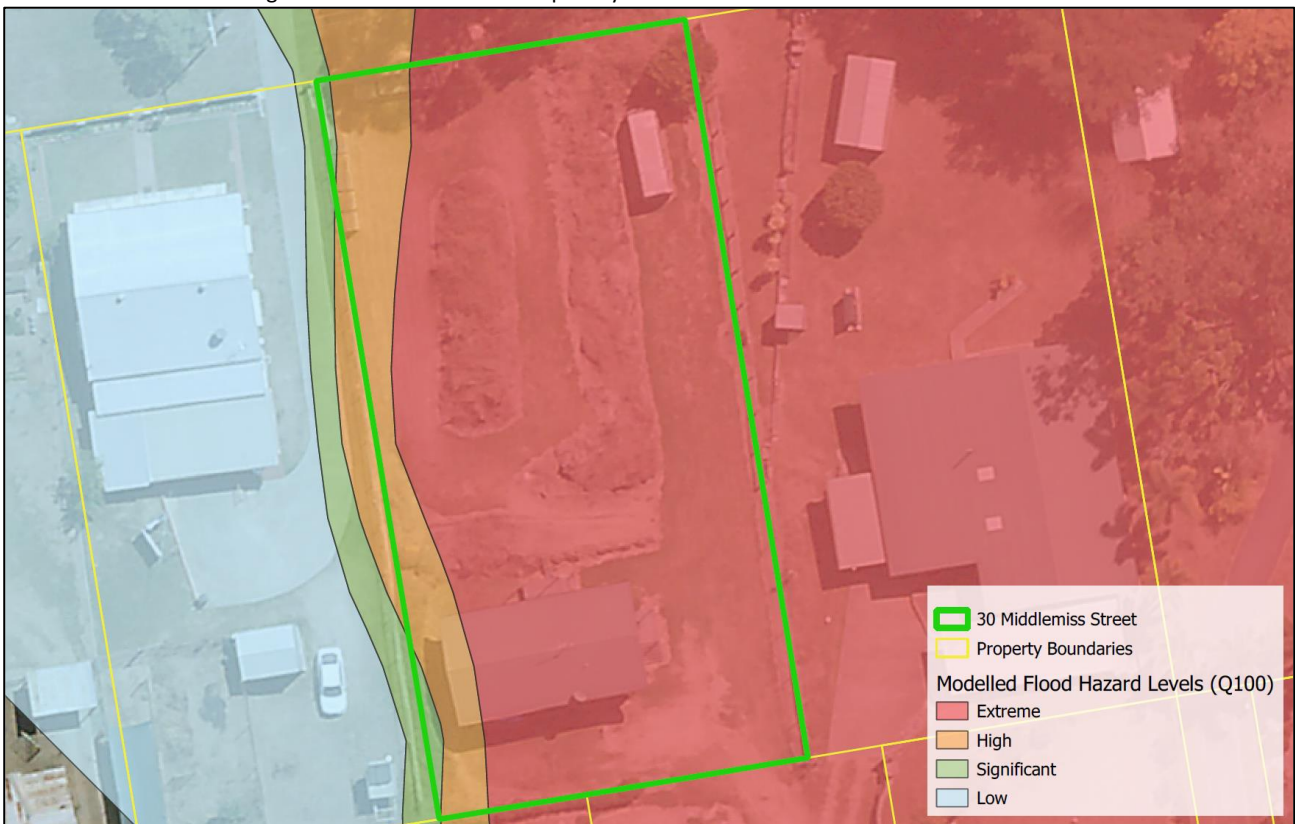 30 Middlemiss Street
Property Boundaries
Modelled Flood Hazard Levels (Q100)
Extreme
High
Significant
Low